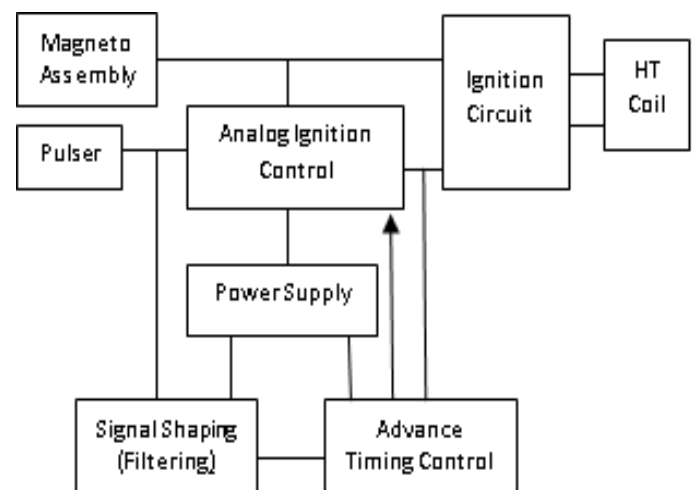 Magneto
Assembly
Ignition
Circuit
HT
Coil
Pulser
Analog Ignition
Control
Power Supply
Signal Shaping
(Filtering)
Advance
Timing Control